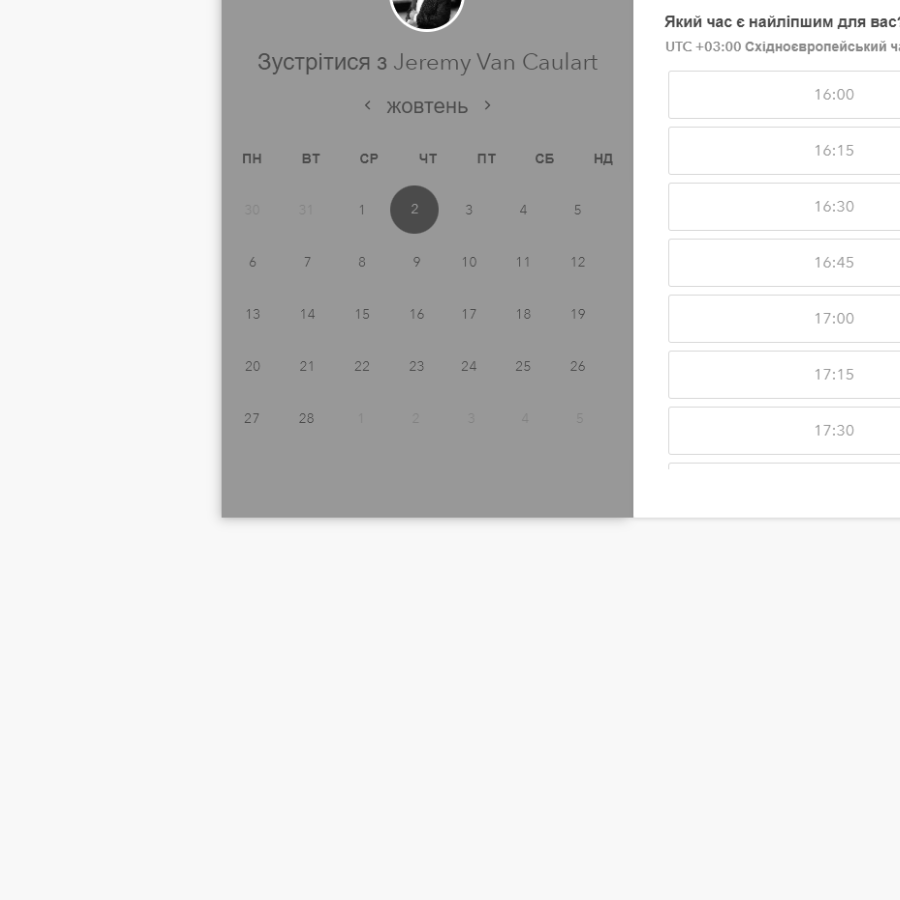 Зустрітися з Jeremy Van Caulart
жовтень
ПН ВТ СР ЧТ ПТ СБ НД
30 31 1 2 3 4 5
6 7 8 9 10 11 12
13 14 15 16 17 18 19
20 21 22 23 24 25 26
27 28 1 2 3 4 5
Який час є найліпшим для вас?
UTC +03:00 Східноєвропейський ча
16:00
16:15
16:30
16:45
17:00
17:15
17:30